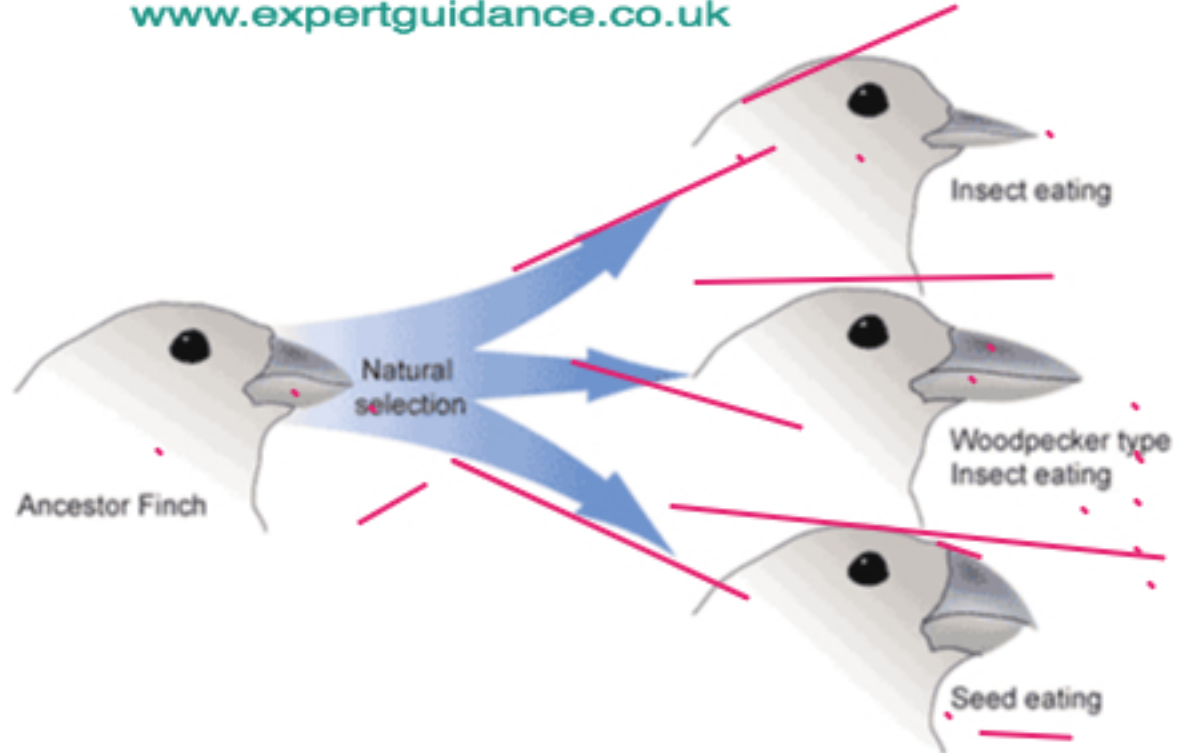 www.expertguidance.co.uk
Insect eating
Natural
selection
Woodpecker type
Insect eating
Ancestor Finch
Seed eating